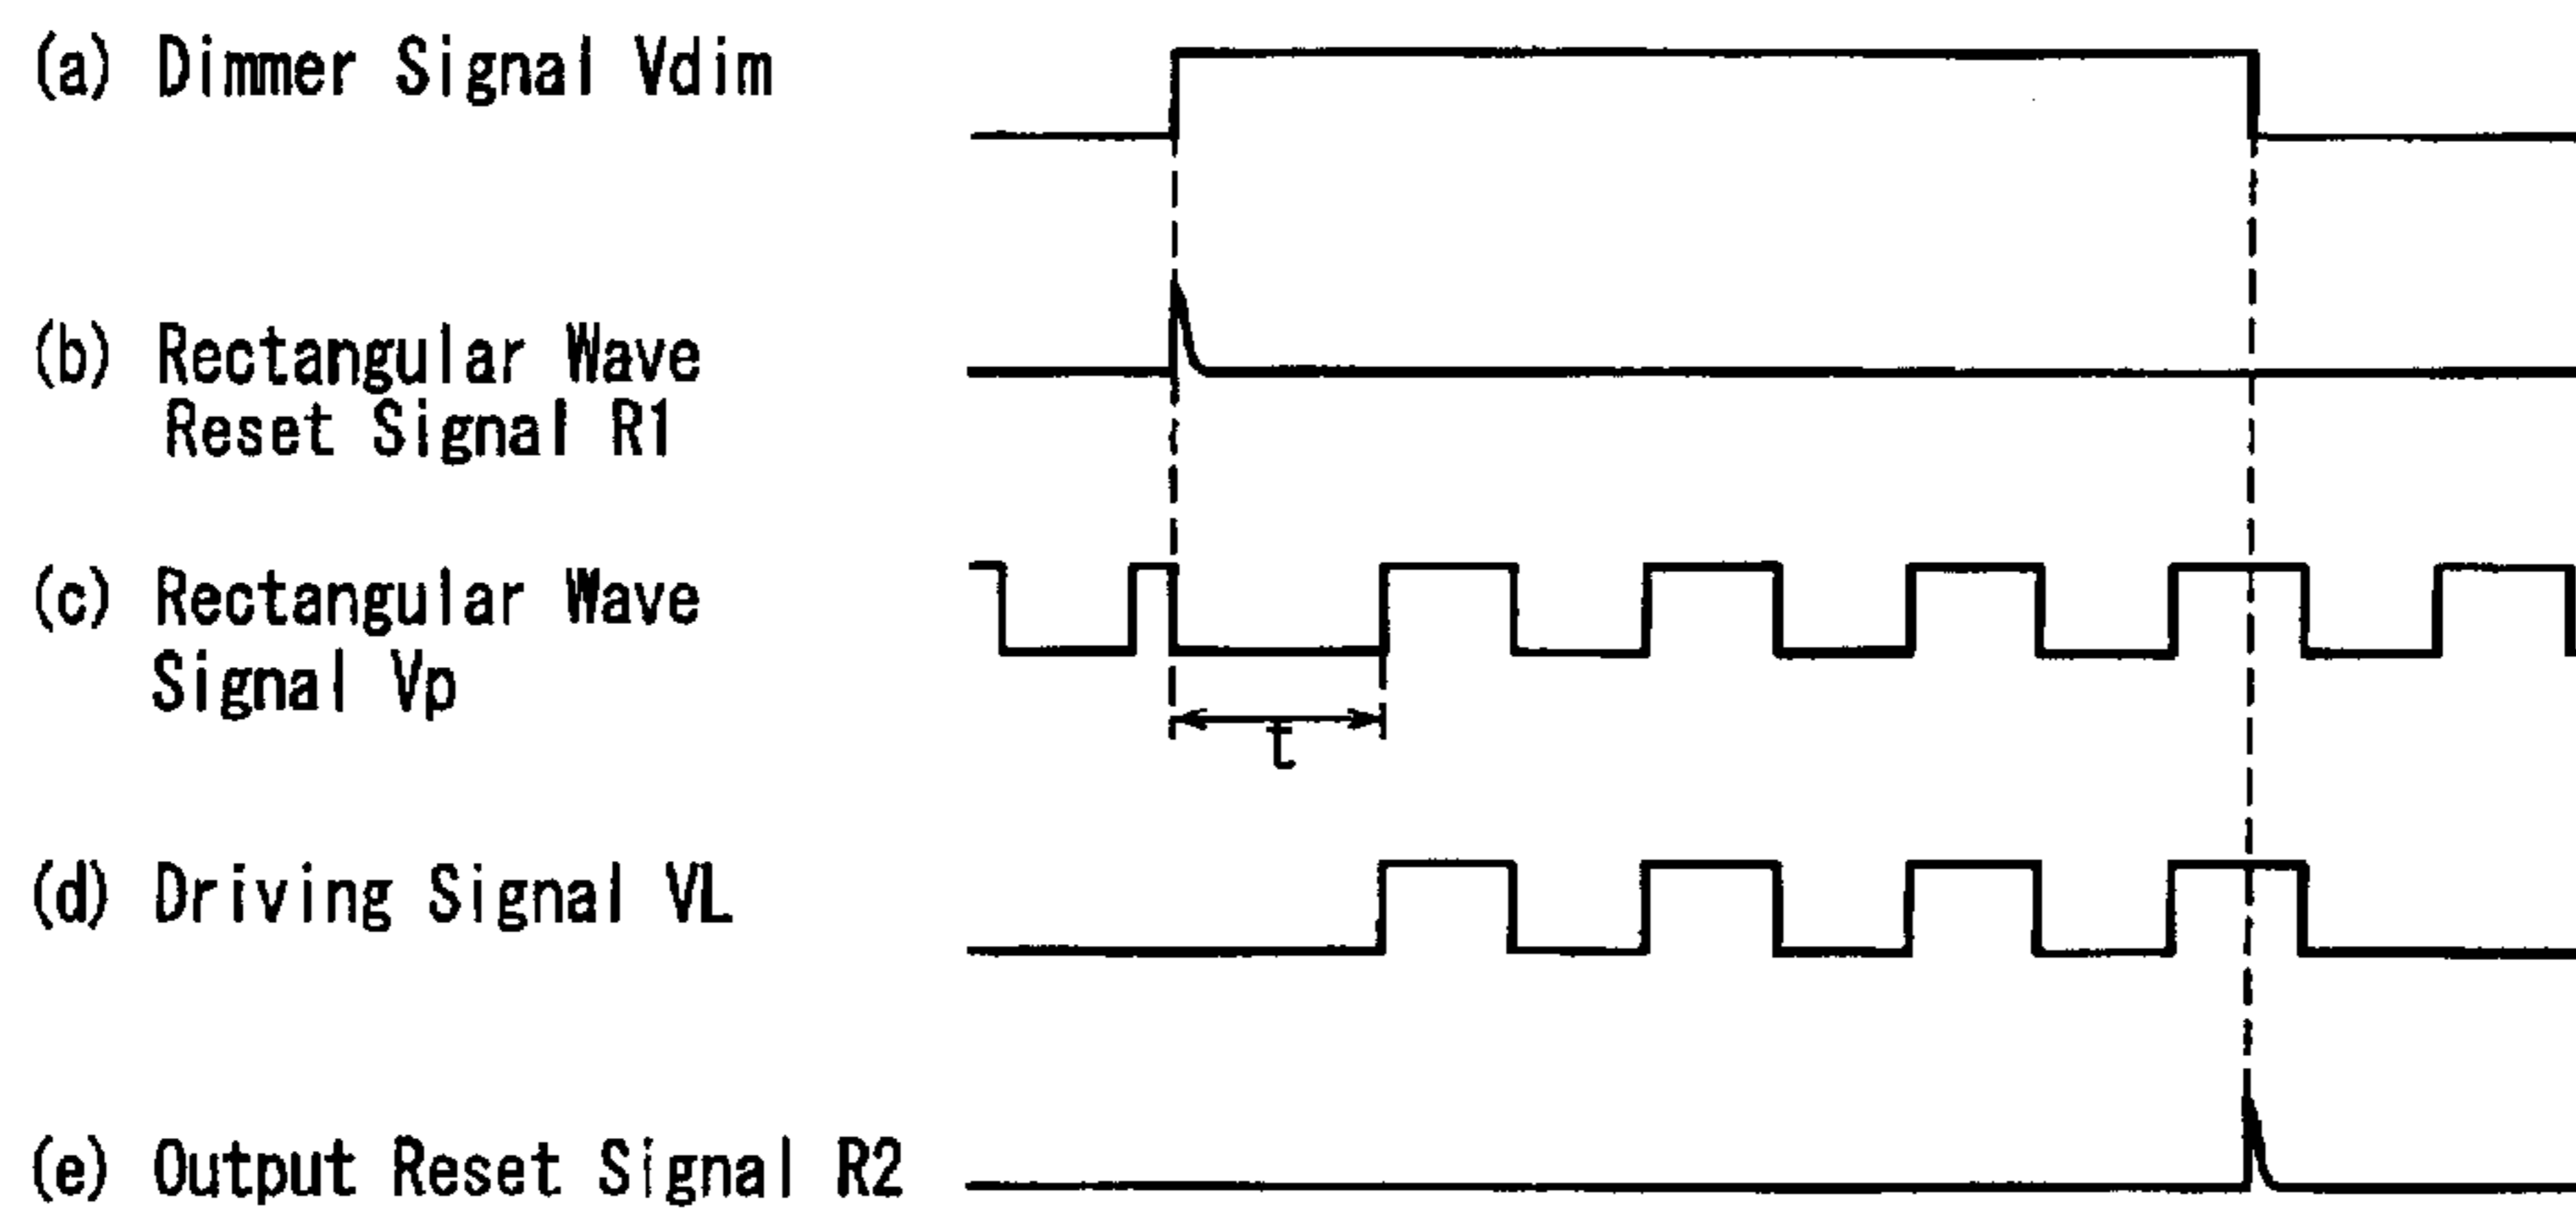 (a) Dimmer Signal Vdim
(b) Rectangular Wave
Reset Signal R1
(c) Rectangular Wave
Signal Vp
t
(d) Driving Signal VL
(e) Output Reset Signal R2